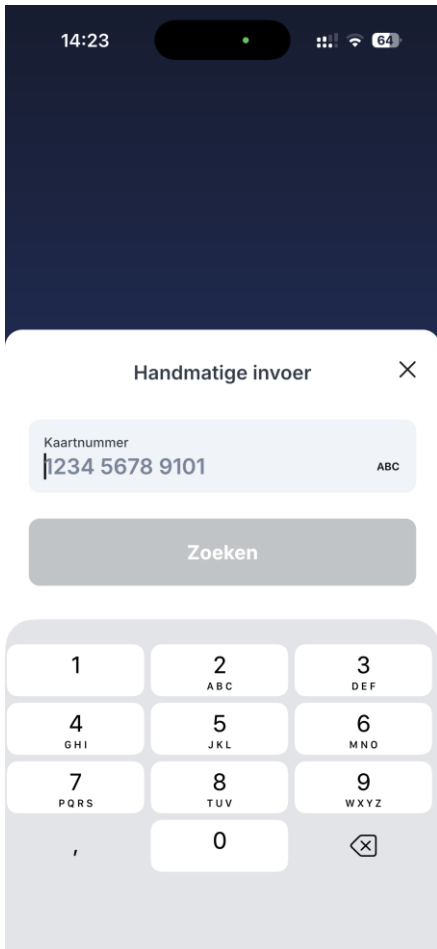 14:23
64
Handmatige invoer
Kaartnummer
1234 5678 9101
ABC
Zoeken
1
2
3
ABC
DEF
4
5
6
GHI
JKL
MNO
7
8
9
PQRS
TUV
WXYZ
,
0